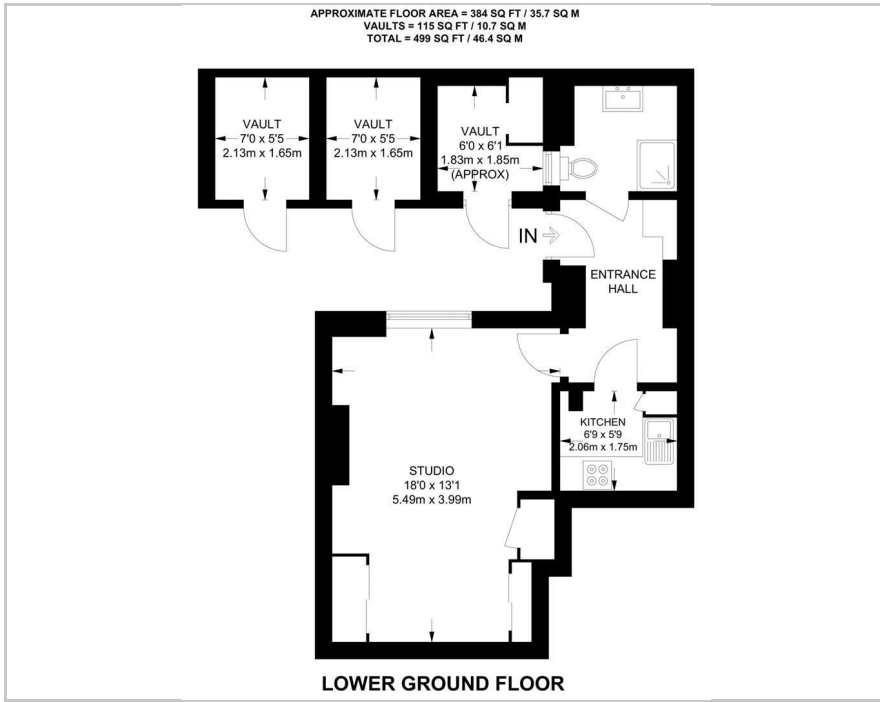 APPROXIMATE FLOOR AREA = 384 SQ FT / 35.7 SQ M
VAULTS = 115 SQ FT / 10.7 SQ M
TOTAL = 499 SQ FT / 46.4 SQ M
VAULT
7'0 x 5'5
2.13m x 1.65m
VAULT
7'0 x 5'5
2.13m x 1.65m
VAULT
6'0 x 6'1
1.83m x 1.85m
(APPROX)
IN
ENTRANCE
HALL
KITCHEN
6'9 x 5'9
2.06m x 1.75m
STUDIO
18'0 x 13'1
5.49m x 3.99m
LOWER GROUND FLOOR